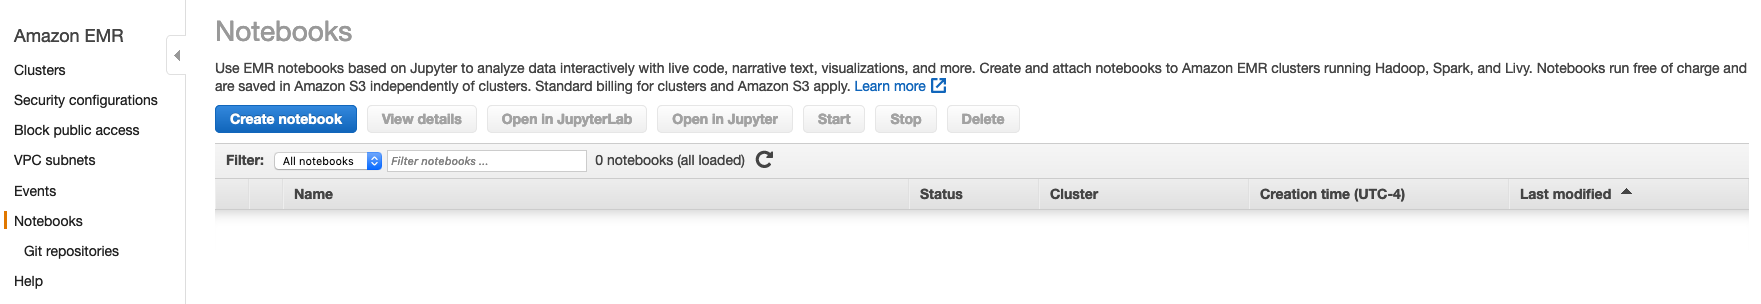 Amazon EMR
Clusters
Security configurations
Block public access
VPC subnets
Events
Notebooks
Git repositories
Help
Notebooks
Use EMR notebooks based on Jupyter to analyze data interactively with live code, narrative text, visualizations, and more. Create and attach notebooks to Amazon EMR clusters running Hadoop, Spark, and Livy. Notebooks run free of charge and
are saved in Amazon S3 independently of clusters. Standard billing for clusters and Amazon S3 apply. Learn more
Create notebook View details Open in JupyterLab Open in Jupyter Start Stop Delete
Filter: All notebooks Filter notebooks ... 0 notebooks (all loaded)
Name Status Cluster Creation time (UTC-4) Last modified